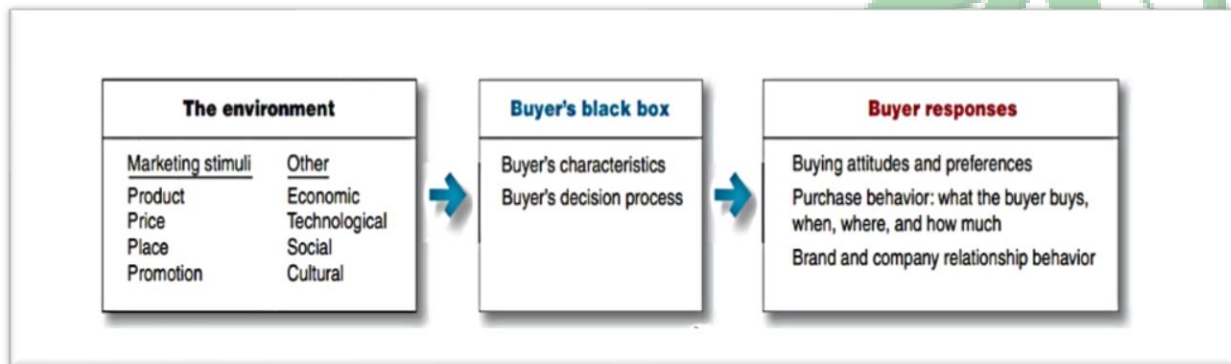 The environment
Marketing stimuli Other
Product Economic
Price Technological
Place Social
Promotion Cultural
Buyer's black box
Buyer's characteristics
Buyer's decision process
Buyer responses
Buying attitudes and preferences
Purchase behavior: what the buyer buys,
when, where, and how much
Brand and company relationship behavior